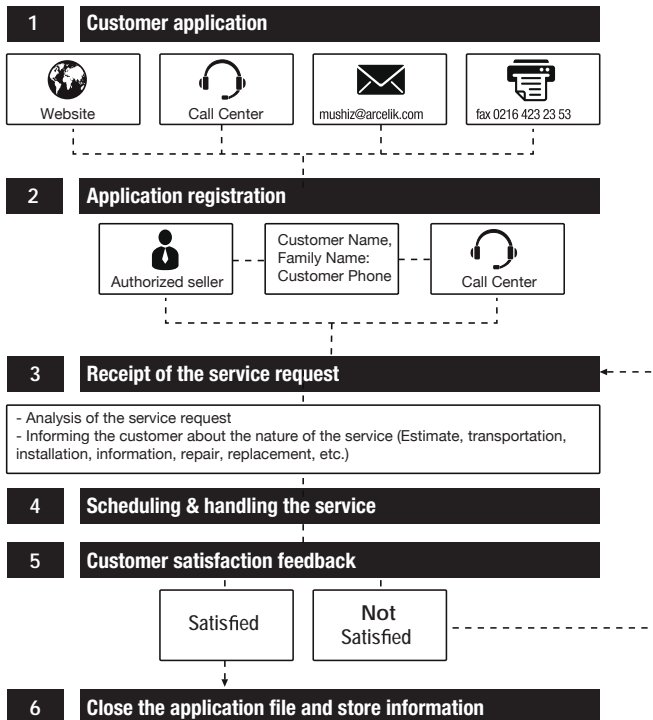 1 Customer application
Website
Call Center
mushiz@arcelik.com
fax 0216 423 23 53
2 Application registration
Authorized seller
Customer Name,
Family Name:
Customer Phone
Call Center
3 Receipt of the service request
- Analysis of the service request
- Informing the customer about the nature of the service (Estimate, transportation,
installation, information, repair, replacement, etc.)
4 Scheduling & handling the service
5 Customer satisfaction feedback
Satisfied
Not
Satisfied
6 Close the application file and store information